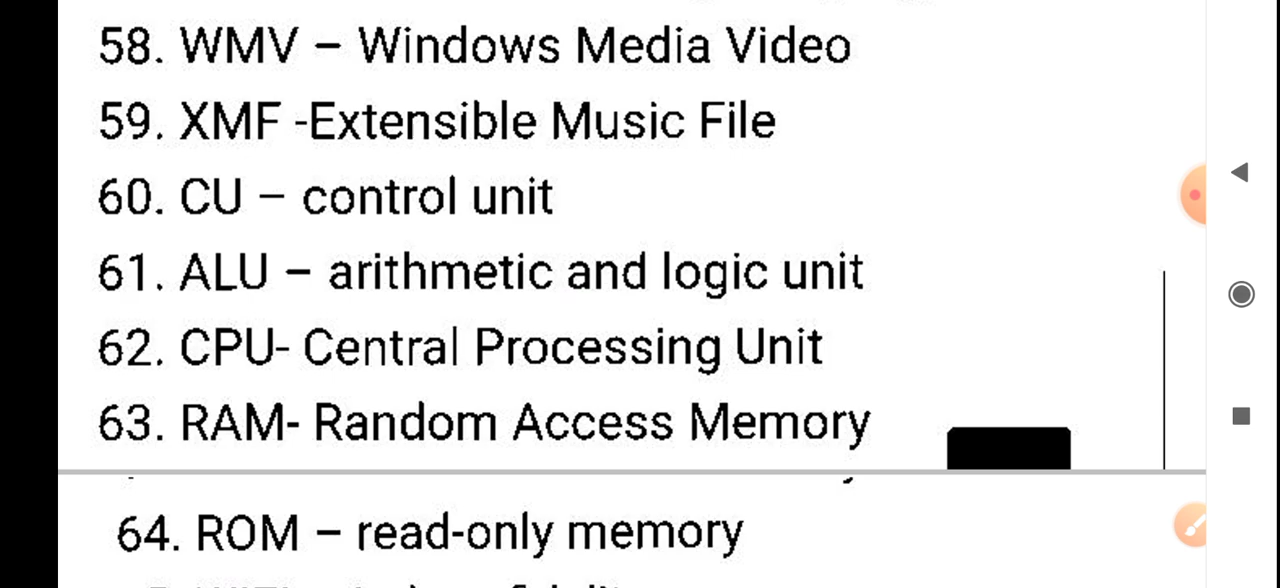 58. WMV – Windows Media Video
59. XMF -Extensible Music File
60. CU – control unit
61. ALU – arithmetic and logic unit
62. CPU- Central Processing Unit
63. RAM- Random Access Memory
64. ROM – read-only memory